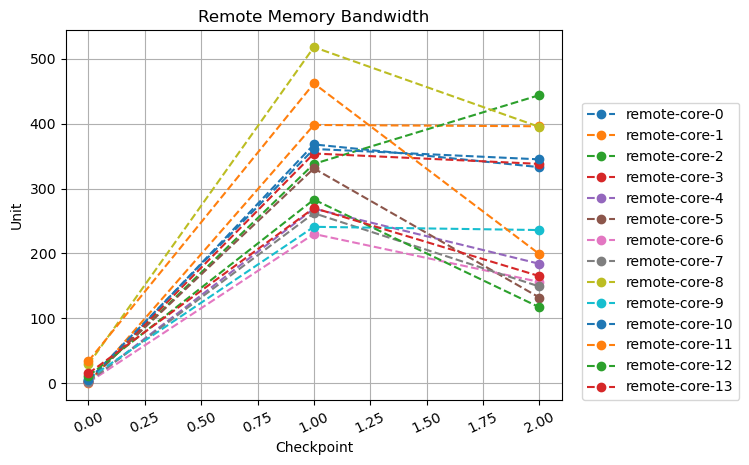 Remote Memory Bandwidth
Unit
500
400
300
200
100
0
0.00 0.25 0.50 0.75 1.00 1.25 1.50 1.75 2.00
Checkpoint
remote-core-0
remote-core-1
remote-core-2
remote-core-3
remote-core-4
remote-core-5
remote-core-6
remote-core-7
remote-core-8
remote-core-9
remote-core-10
remote-core-11
remote-core-12
remote-core-13